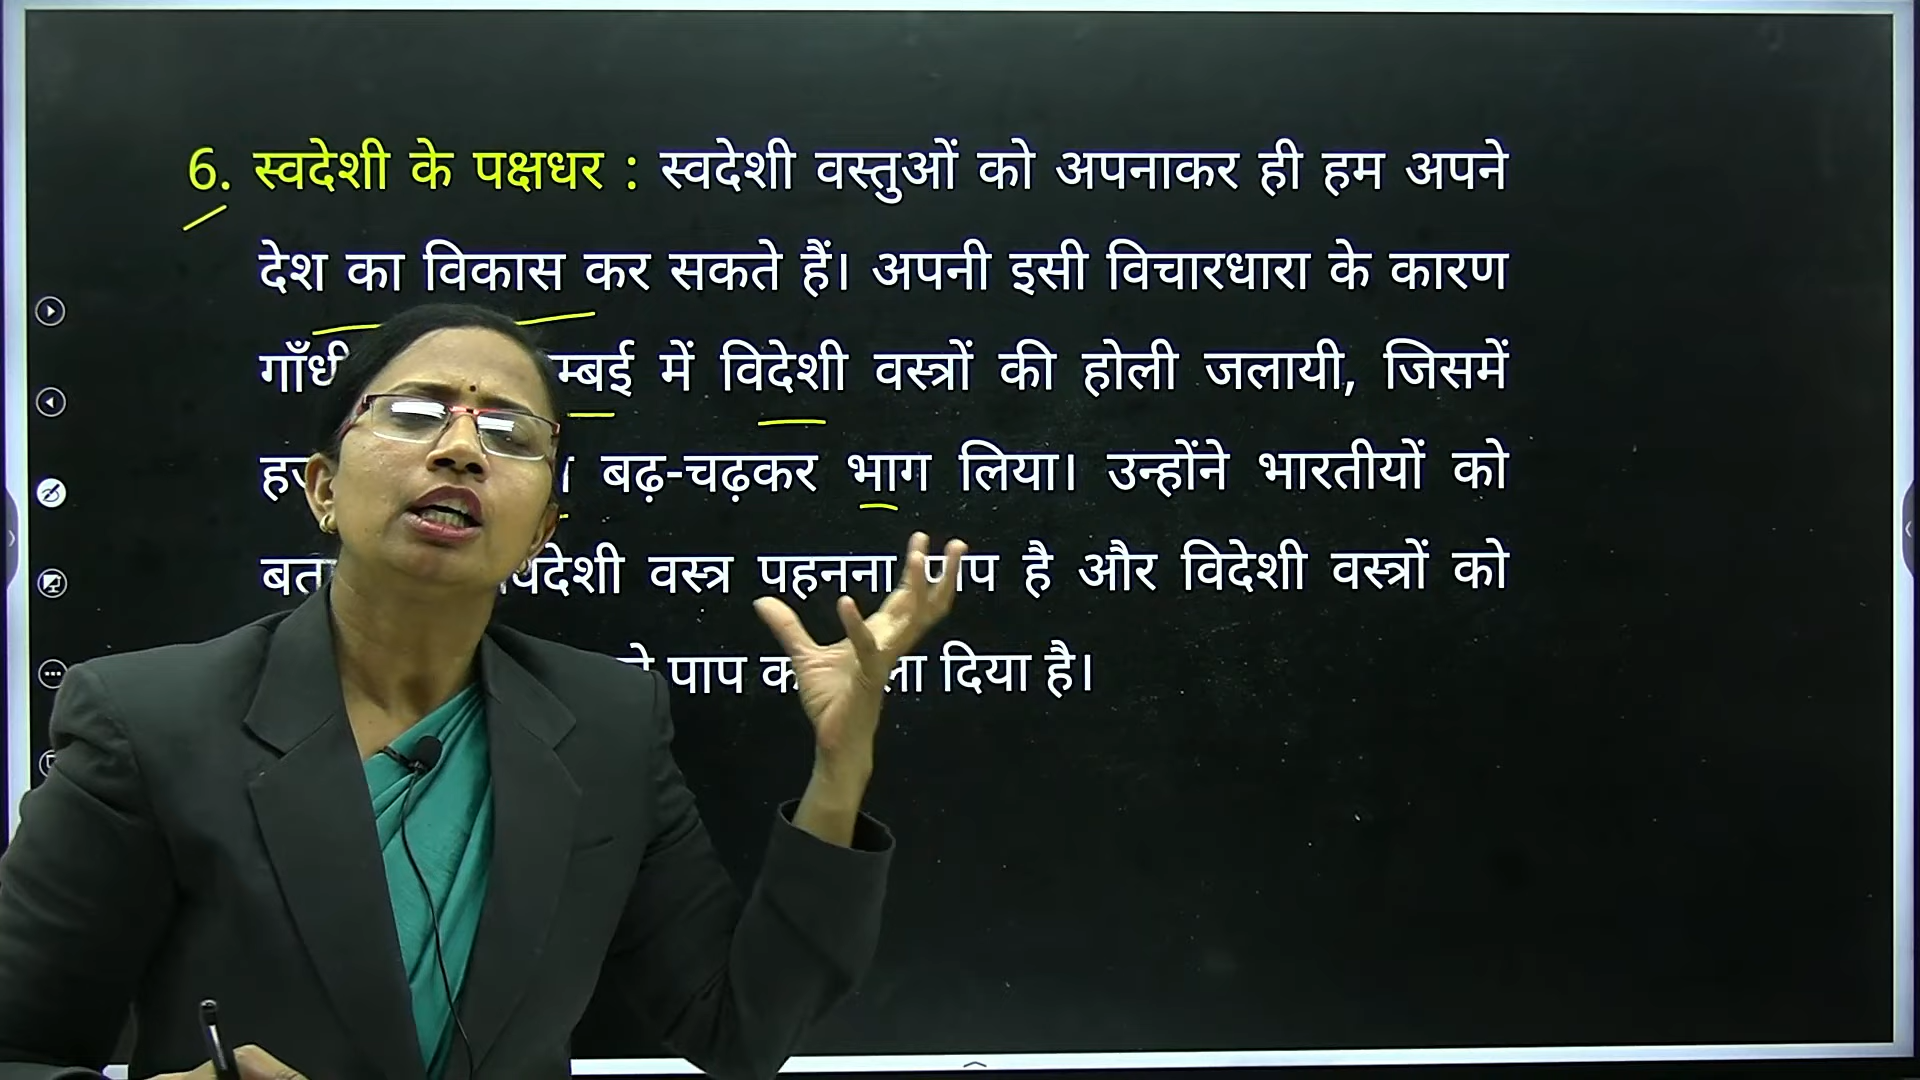 6. स्वदेशी के पक्षधर : स्वदेशी वस्तुओं को अपनाकर ही हम अपने
देश का विकास कर सकते हैं। अपनी इसी विचारधारा के कारण
में विदेशी वस्त्रों की होली जलायी, जिसमें
बढ़-चढ़कर भाग लिया। उन्होंने भारतीयों को
वस्त्र पहनना पाप है और विदेशी वस्त्रों को
पाप दिया है।